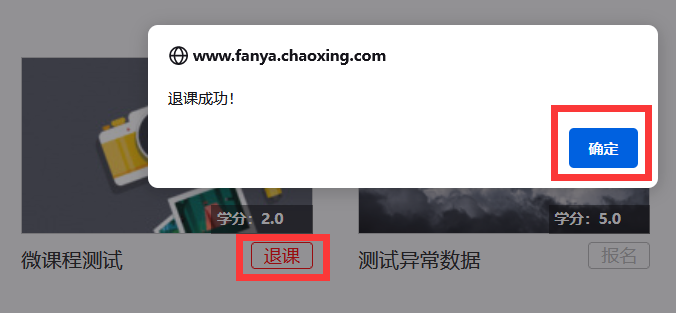 www.fanya.chaoxing.com
退课成功！
确定
学分：2.0
学分：5.0
微课程测试
退课
测试异常数据
报名